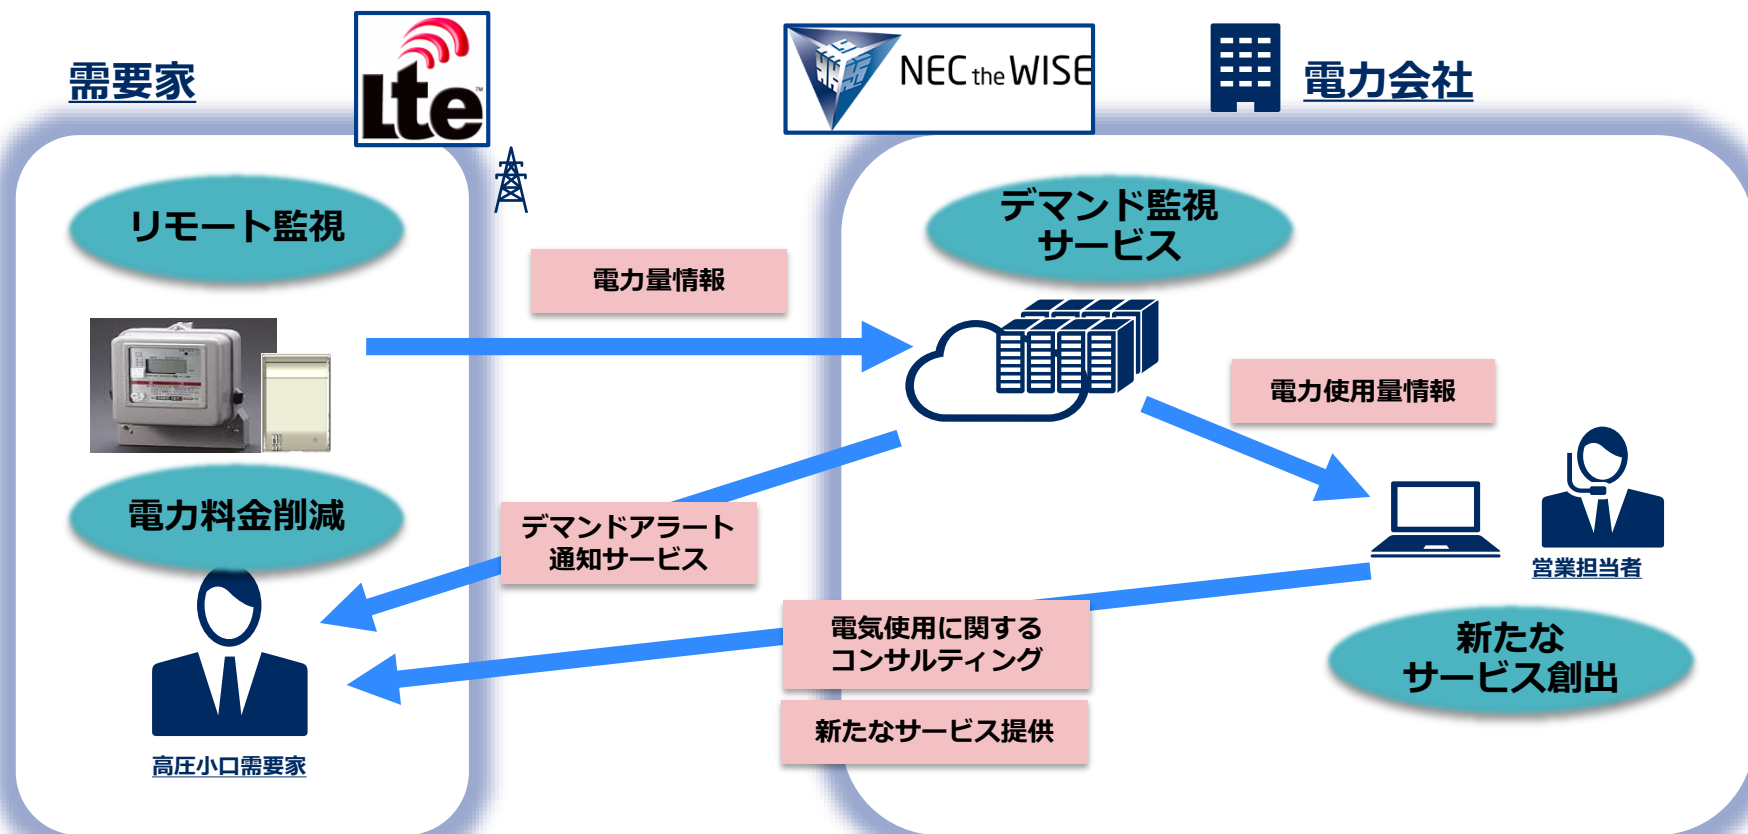 需要家
Lte
NEC the WISE
電力会社
リモート監視
デマンド監視
サービス
電力量情報
電力使用量情報
電力料金削減
デマンドアラート
通知サービス
営業担当者
電気使用に関する
コンサルティング
新たな
サービス創出
新たなサービス提供
高圧小口需要家